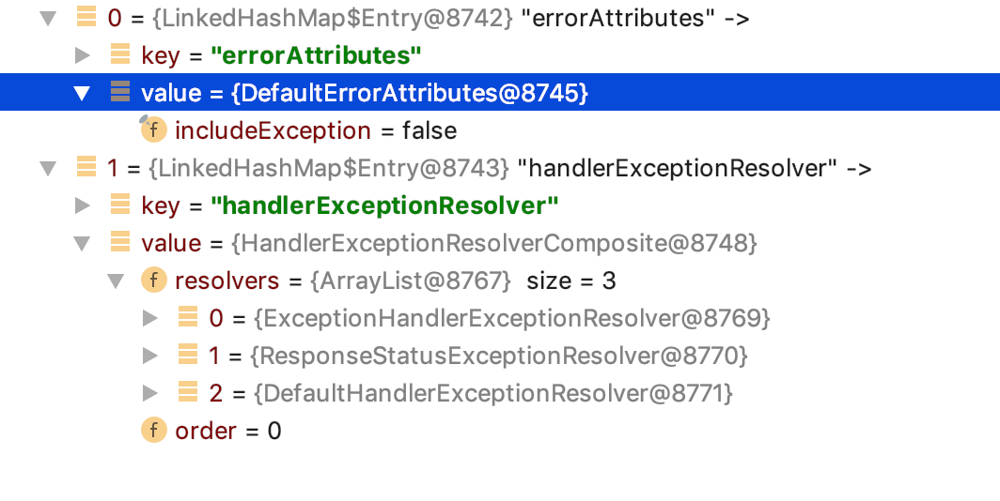 0 = {LinkedHashMap$Entry@8742} "errorAttributes" ->
key = "errorAttributes"
value = {DefaultErrorAttributes@8745}
f includeException = false
1 = {LinkedHashMap$Entry@8743} "handlerExceptionResolver" ->
key = "handlerExceptionResolver"
value = {HandlerExceptionResolverComposite@8748}
f resolvers = {ArrayList@8767} size = 3
0 = {ExceptionHandlerExceptionResolver@8769}
1 = {ResponseStatusExceptionResolver@8770}
2 = {DefaultHandlerExceptionResolver@8771}
f order = 0